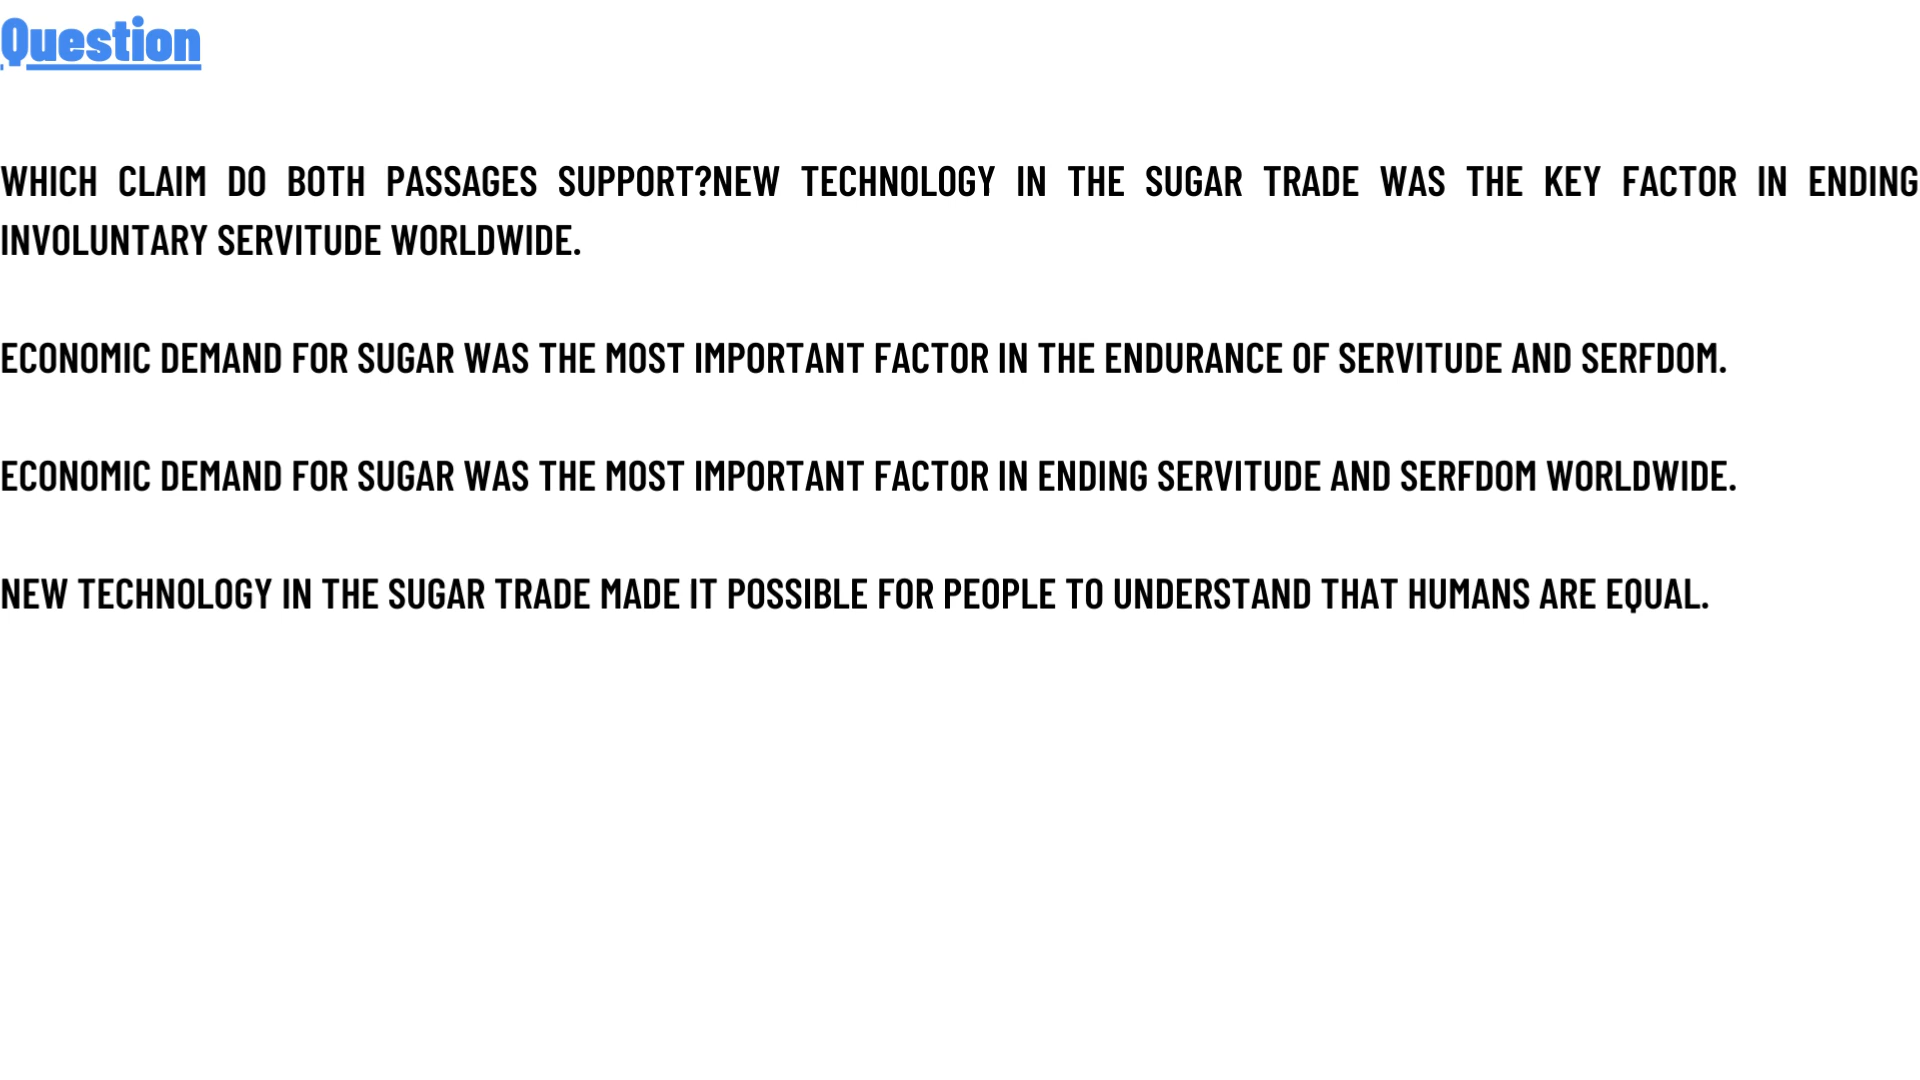 Question
WHICH CLAIM DO BOTH PASSAGES SUPPORT?NEW TECHNOLOGY IN THE SUGAR TRADE WAS THE KEY FACTOR IN ENDING
INVOLUNTARY SERVITUDE WORLDWIDE.
ECONOMIC DEMAND FOR SUGAR WAS THE MOST IMPORTANT FACTOR IN THE ENDURANCE OF SERVITUDE AND SERFDOM.
ECONOMIC DEMAND FOR SUGAR WAS THE MOST IMPORTANT FACTOR IN ENDING SERVITUDE AND SERFDOM WORLDWIDE.
NEW TECHNOLOGY IN THE SUGAR TRADE MADE IT POSSIBLE FOR PEOPLE TO UNDERSTAND THAT HUMANS ARE EQUAL.